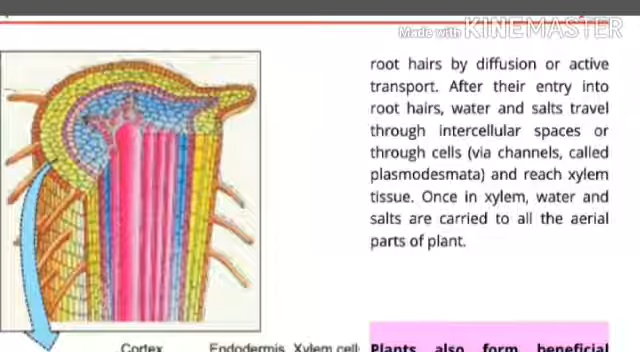 Made with KINEMASTER
root hairs by diffusion or active
transport. After their entry into
root hairs, water and salts travel
through intercellular spaces or
through cells (via channels, called
plasmodesmata) and reach xylem
tissue. Once in xylem, water and
salts are carried to all the aerial
parts of plant.
Cortex Endodermis Xylem cell
Plants also form beneficial